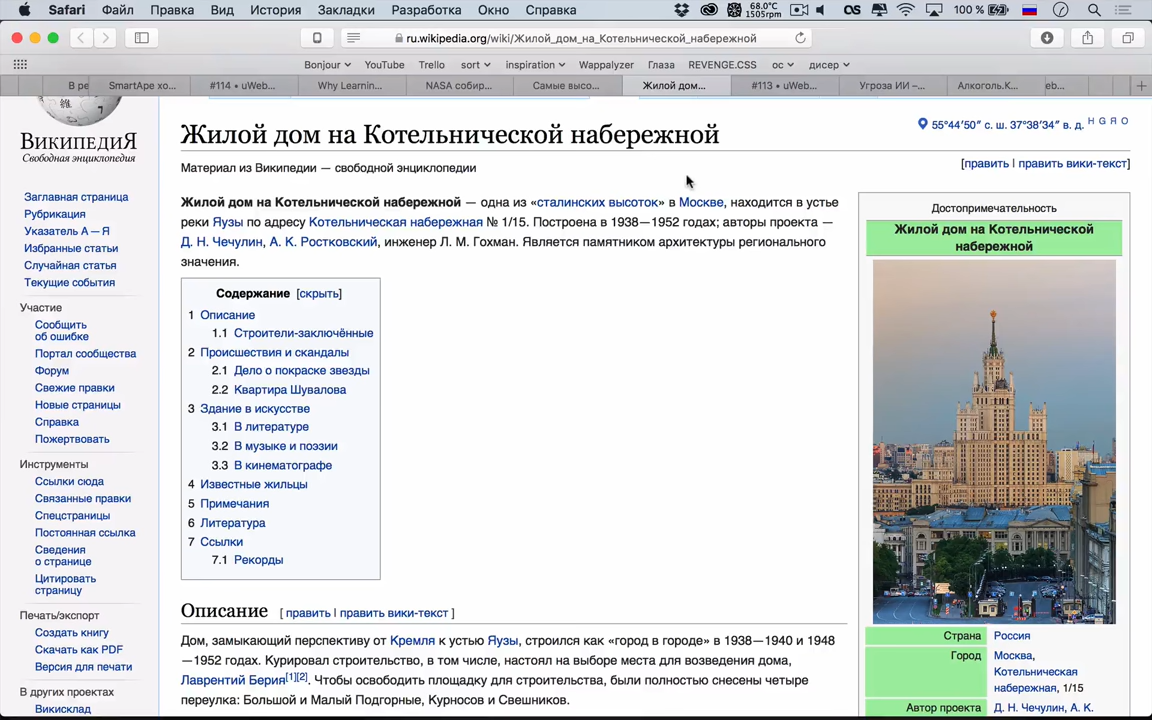 Safari Файл Правка Вид История Закладки Разработка Окно Справка
68.0°C
1505rpm
100 %
ru.wikipedia.org/wiki/Жилой_дом_на_Котельнической_набережной
Bonjour YouTube Trello sort inspiration Wappalyzer Глаза REVENGE.CSS ос дисер
В ре SmartApe хо... #114 • uWeb... Why Learnin... NASA собир... Самые высо... Жилой дом... #113 • uWeb... Угроза ИИ –... Алкоголь.К... eb...
ВИКИПЕДИЯ
Свободная энциклопедия
Заглавная страница
Рубрикация
Указатель А — Я
Избранные статьи
Случайная статья
Текущие события
Участие
Сообщить
об ошибке
Портал сообщества
Форум
Свежие правки
Новые страницы
Справка
Пожертвовать
Инструменты
Ссылки сюда
Связанные правки
Спецстраницы
Постоянная ссылка
Сведения
о странице
Цитировать
страницу
Печать/экспорт
Создать книгу
Скачать как PDF
Версия для печати
В других проектах
Викисклад
Жилой дом на Котельнической набережной
55°44′50″ с. ш. 37°38′34″ в. д. H G Я O
Материал из Википедии — свободной энциклопедии
[править | править вики-текст]
Жилой дом на Котельнической набережной — одна из «сталинских высоток» в Москве, находится в устье
реки Яузы по адресу Котельническая набережная № 1/15. Построена в 1938—1952 годах; авторы проекта —
Д. Н. Чечулин, А. К. Ростковский, инженер Л. М. Гохман. Является памятником архитектуры регионального
значения.
Содержание [скрыть]
1 Описание
1.1 Строители-заключённые
2 Происшествия и скандалы
2.1 Дело о покраске звезды
2.2 Квартира Шувалова
3 Здание в искусстве
3.1 В литературе
3.2 В музыке и поэзии
3.3 В кинематографе
4 Известные жильцы
5 Примечания
6 Литература
7 Ссылки
7.1 Рекорды
Описание [ править | править вики-текст ]
Дом, замыкающий перспективу от Кремля к устью Яузы, строился как «город в городе» в 1938—1940 и 1948
—1952 годах. Курировал строительство, в том числе, настоял на выборе места для возведения дома,
Лаврентий Берия[1][2]. Чтобы освободить площадку для строительства, были полностью снесены четыре
переулка: Большой и Малый Подгорные, Курносов и Свешников.
Достопримечательность
Жилой дом на Котельнической
набережной
Страна Россия
Город Москва,
Котельническая
набережная, 1/15
Автор проекта Д. Н. Чечулин, А. К.